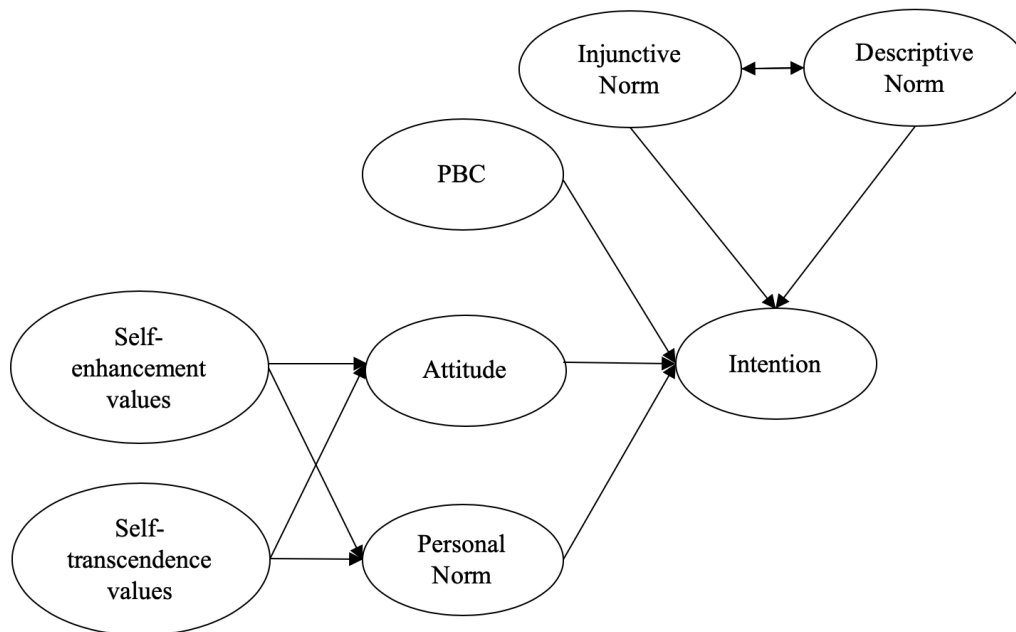 Injunctive
Norm
Descriptive
Norm
PBC
Self-
enhancement
values
Attitude
Intention
Self-
transcendence
values
Personal
Norm